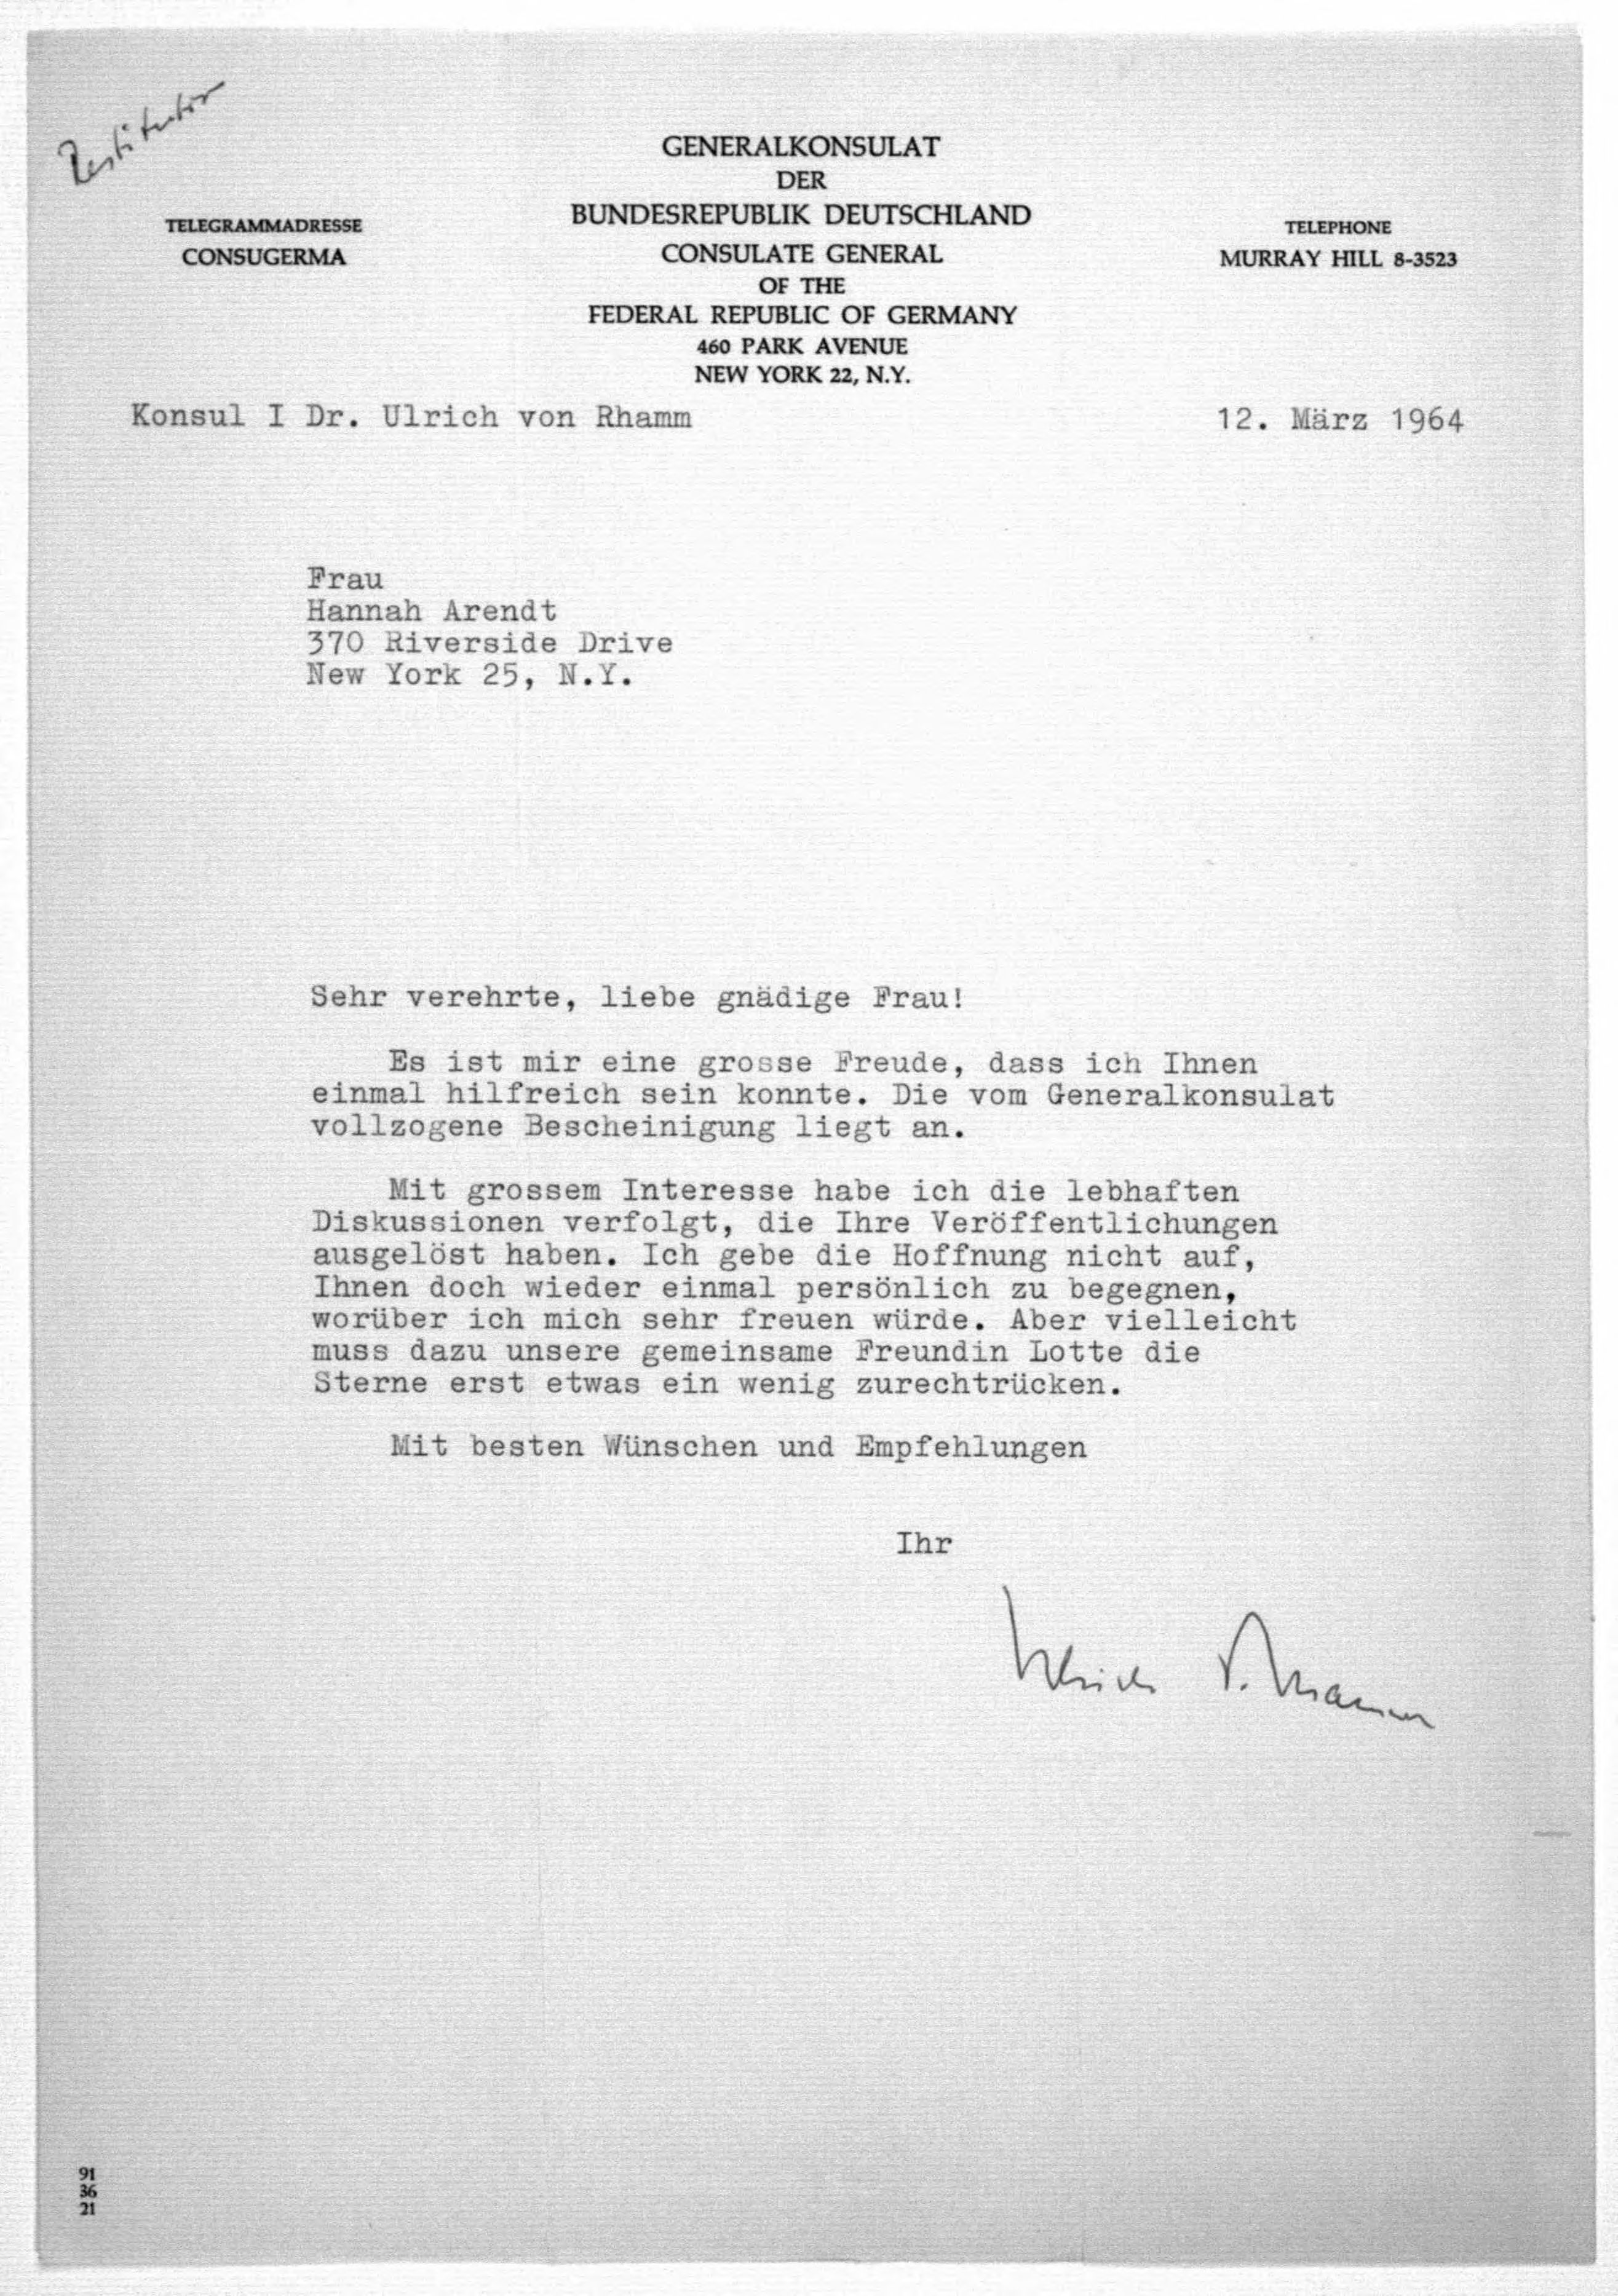 Restitution
GENERALKONSULAT
DER
BUNDESREPUBLIK DEUTSCHLAND
CONSULATE GENERAL
OF THE
FEDERAL REPUBLIC OF GERMANY
460 PARK AVENUE
NEW YORK 22, N.Y.
TELEGRAMMADRESSE
CONSUGERMA
TELEPHONE
MURRAY HILL 8-3523
Konsul I Dr. Ulrich von Rhamm
12. März 1964
Frau
Hannah Arendt
370 Riverside Drive
New York 25, N.Y.
Sehr verehrte, liebe gnädige Frau!
Es ist mir eine grosse Freude, dass ich Ihnen
einmal hilfreich sein konnte. Die vom Generalkonsulat
vollzogene Bescheinigung liegt an.
Mit grossem Interesse habe ich die lebhaften
Diskussionen verfolgt, die Ihre Veröffentlichungen
ausgelöst haben. Ich gebe die Hoffnung nicht auf,
Ihnen doch wieder einmal persönlich zu begegnen,
worüber ich mich sehr freuen würde. Aber vielleicht
muss dazu unsere gemeinsame Freundin Lotte die
Sterne erst etwas ein wenig zurechtrücken.
Mit besten Wünschen und Empfehlungen
Ihr
Ulrich v. Rhamm
91
36
21